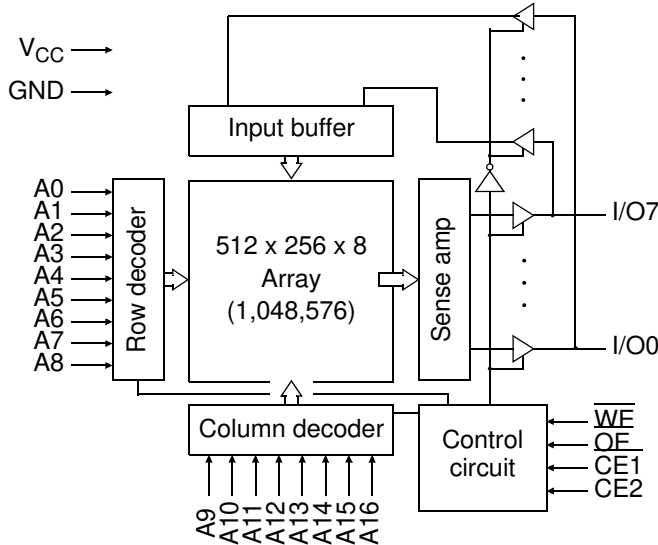 VCC
GND
Input buffer
A0
A1
A2
A3
A4
A5
A6
A7
A8
Row decoder
512 x 256 x 8
Array
(1,048,576)
Sense amp
I/O7
I/O0
Column decoder
Control
circuit
WE
OE
CE1
CE2
A9
A10
A11
A12
A13
A14
A15
A16